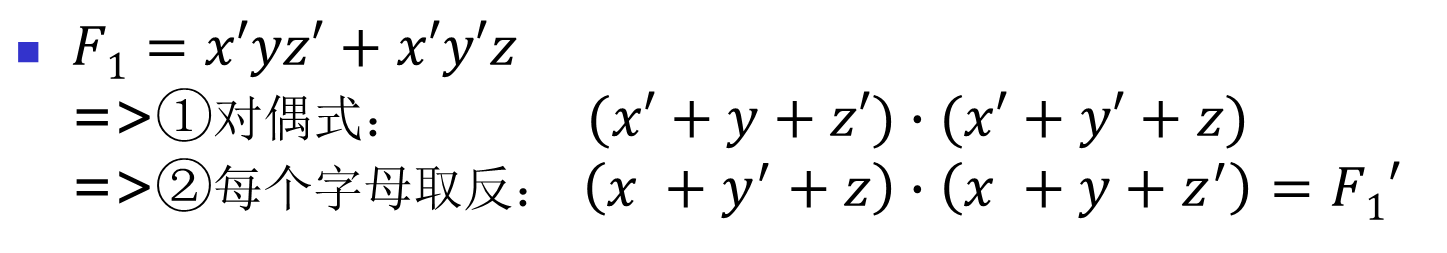 ■ F₁ = x′yz′ + x′y′z
=>①对偶式： (x′ + y + z′) · (x′ + y′ + z)
=>②每个字母取反： (x + y′ + z) · (x + y + z′) = F₁′